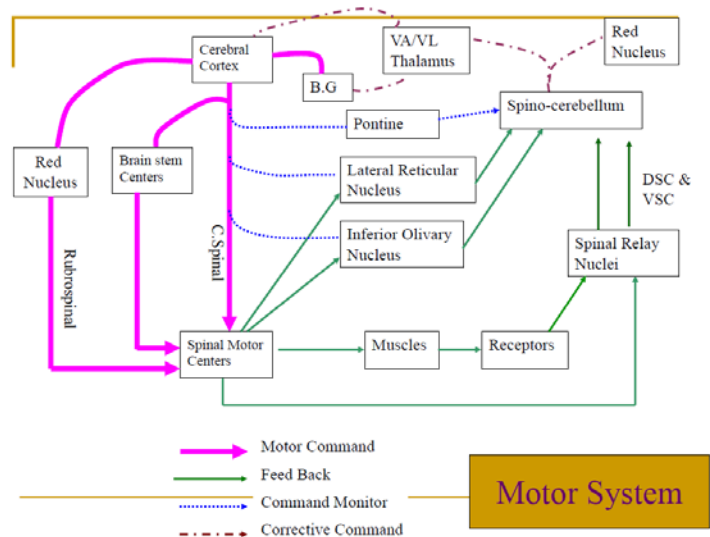 Cerebral
Cortex
VA/VL
Thalamus
Red
Nucleus
B.G
Spino-cerebellum
Pontine
Red
Nucleus
Brain stem
Centers
Lateral Reticular
Nucleus
DSC &
VSC
Rubrospinal
C.Spinal
Inferior Olivary
Nucleus
Spinal Relay
Nuclei
Spinal Motor
Centers
Muscles
Receptors
Motor Command
Feed Back
Command Monitor
Corrective Command
Motor System